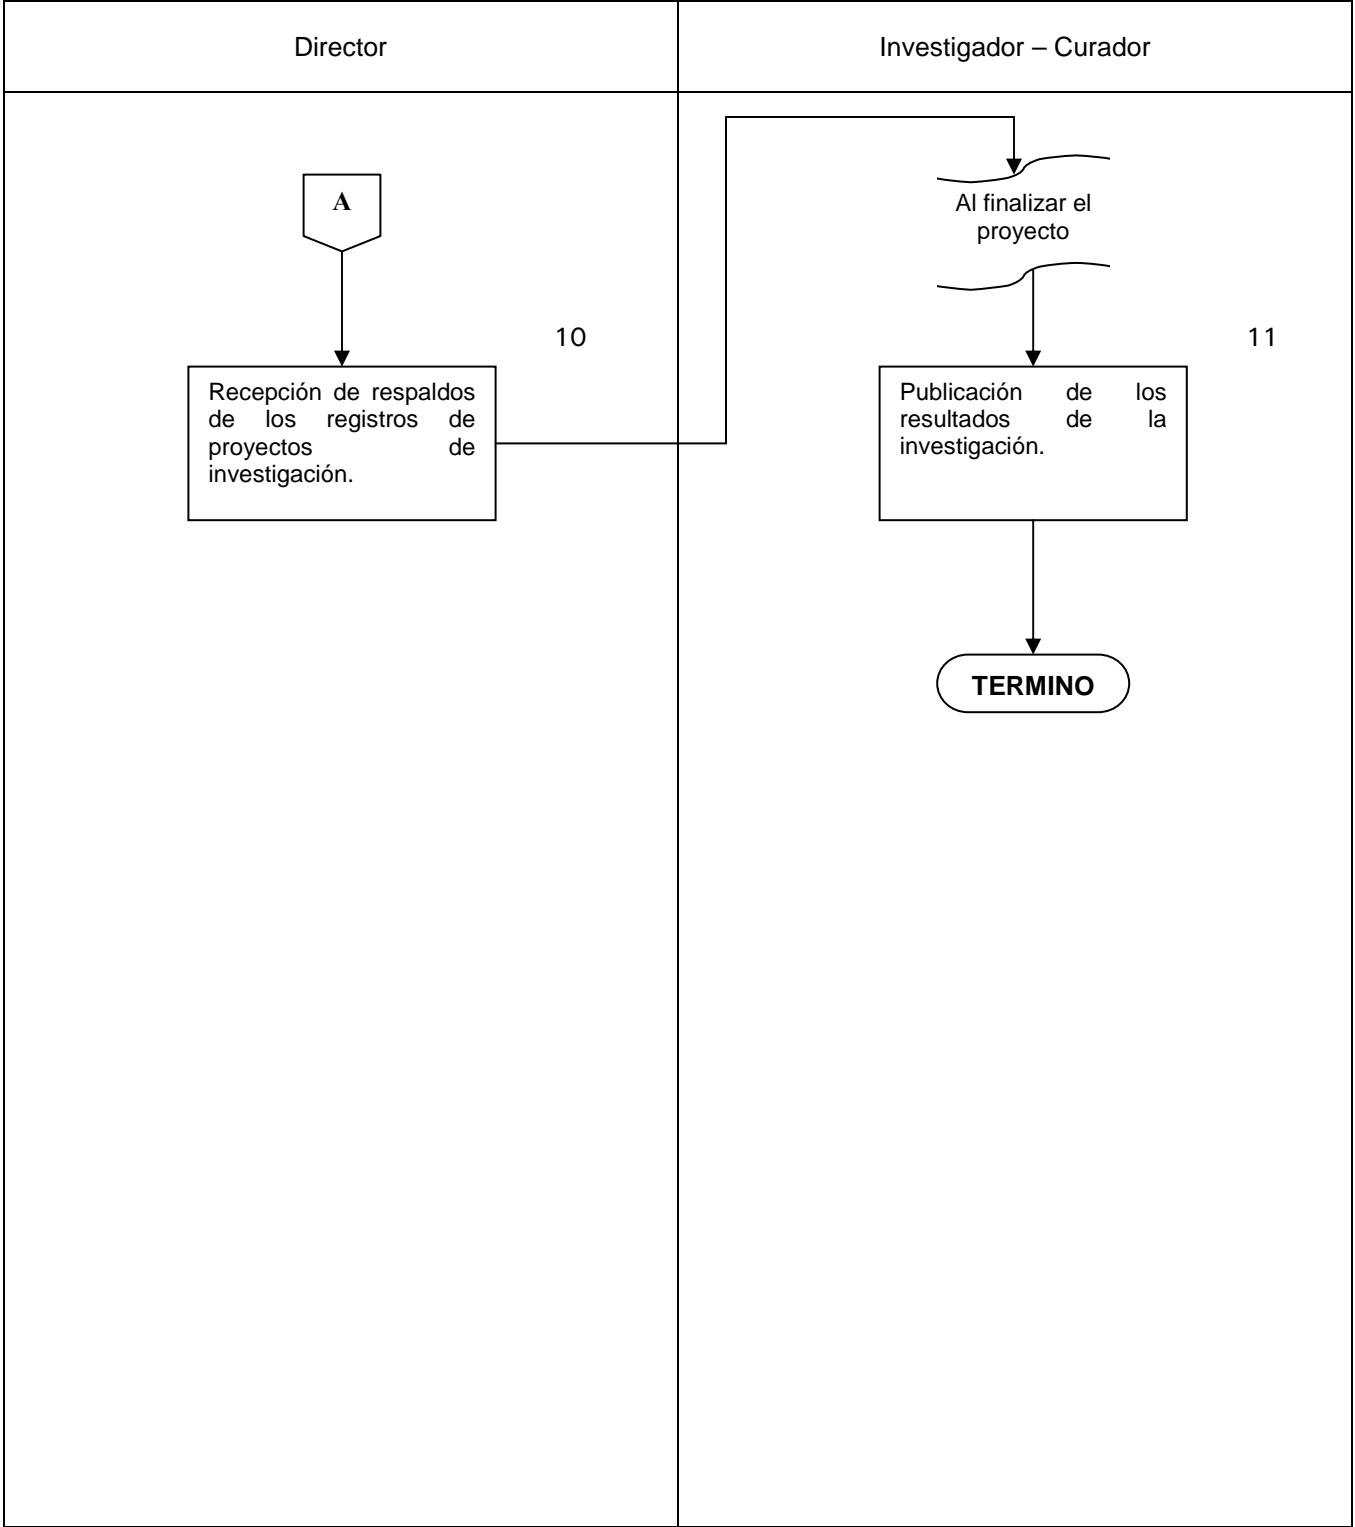 Director
Investigador – Curador
A
10
Recepción de respaldos
de los registros de
proyectos de
investigación.
Al finalizar el
proyecto
11
Publicación de los
resultados de la
investigación.
TERMINO